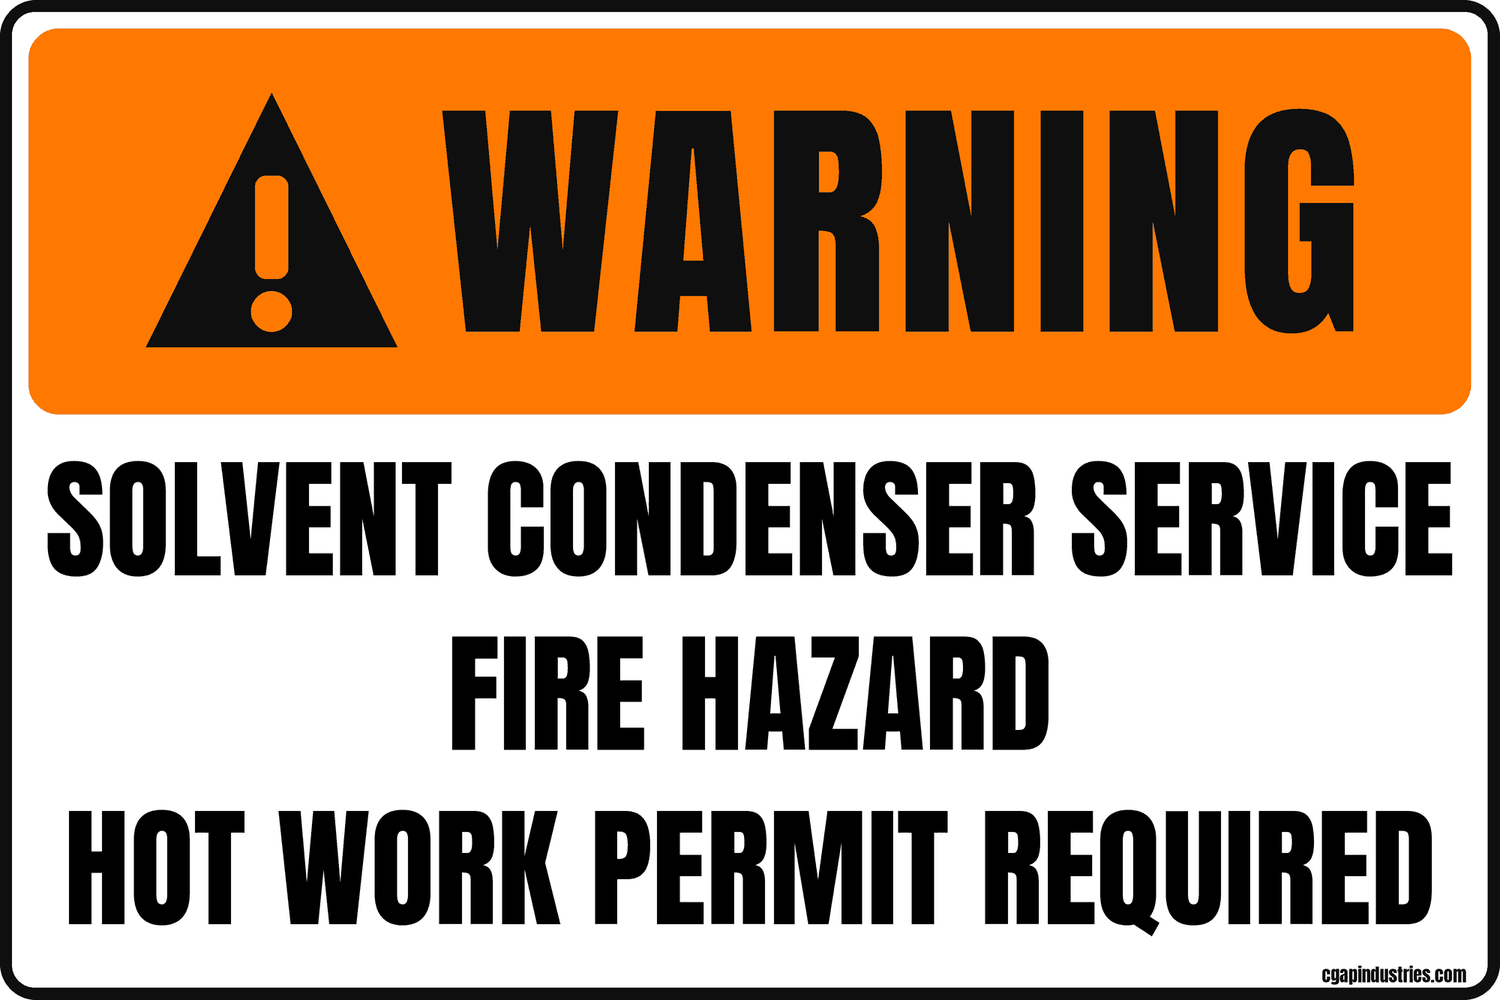 WARNING
SOLVENT CONDENSER SERVICE
FIRE HAZARD
HOT WORK PERMIT REQUIRED
cgapindustries.com